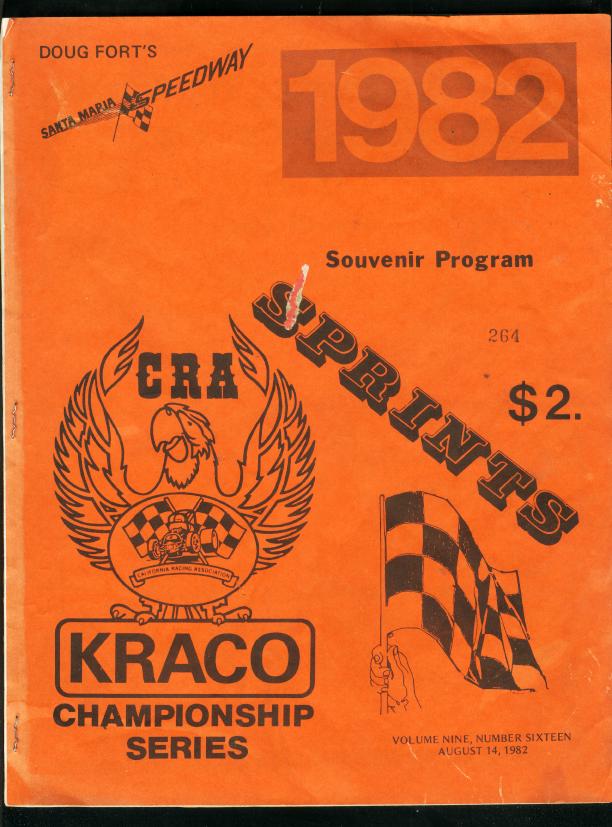 DOUG FORT'S
SANTA MARIA SPEEDWAY
1982
Souvenir Program
SPRINTS
264
$2.
CRA
CALIFORNIA RACING ASSOCIATION
KRACO
CHAMPIONSHIP
SERIES
VOLUME NINE, NUMBER SIXTEEN
AUGUST 14, 1982